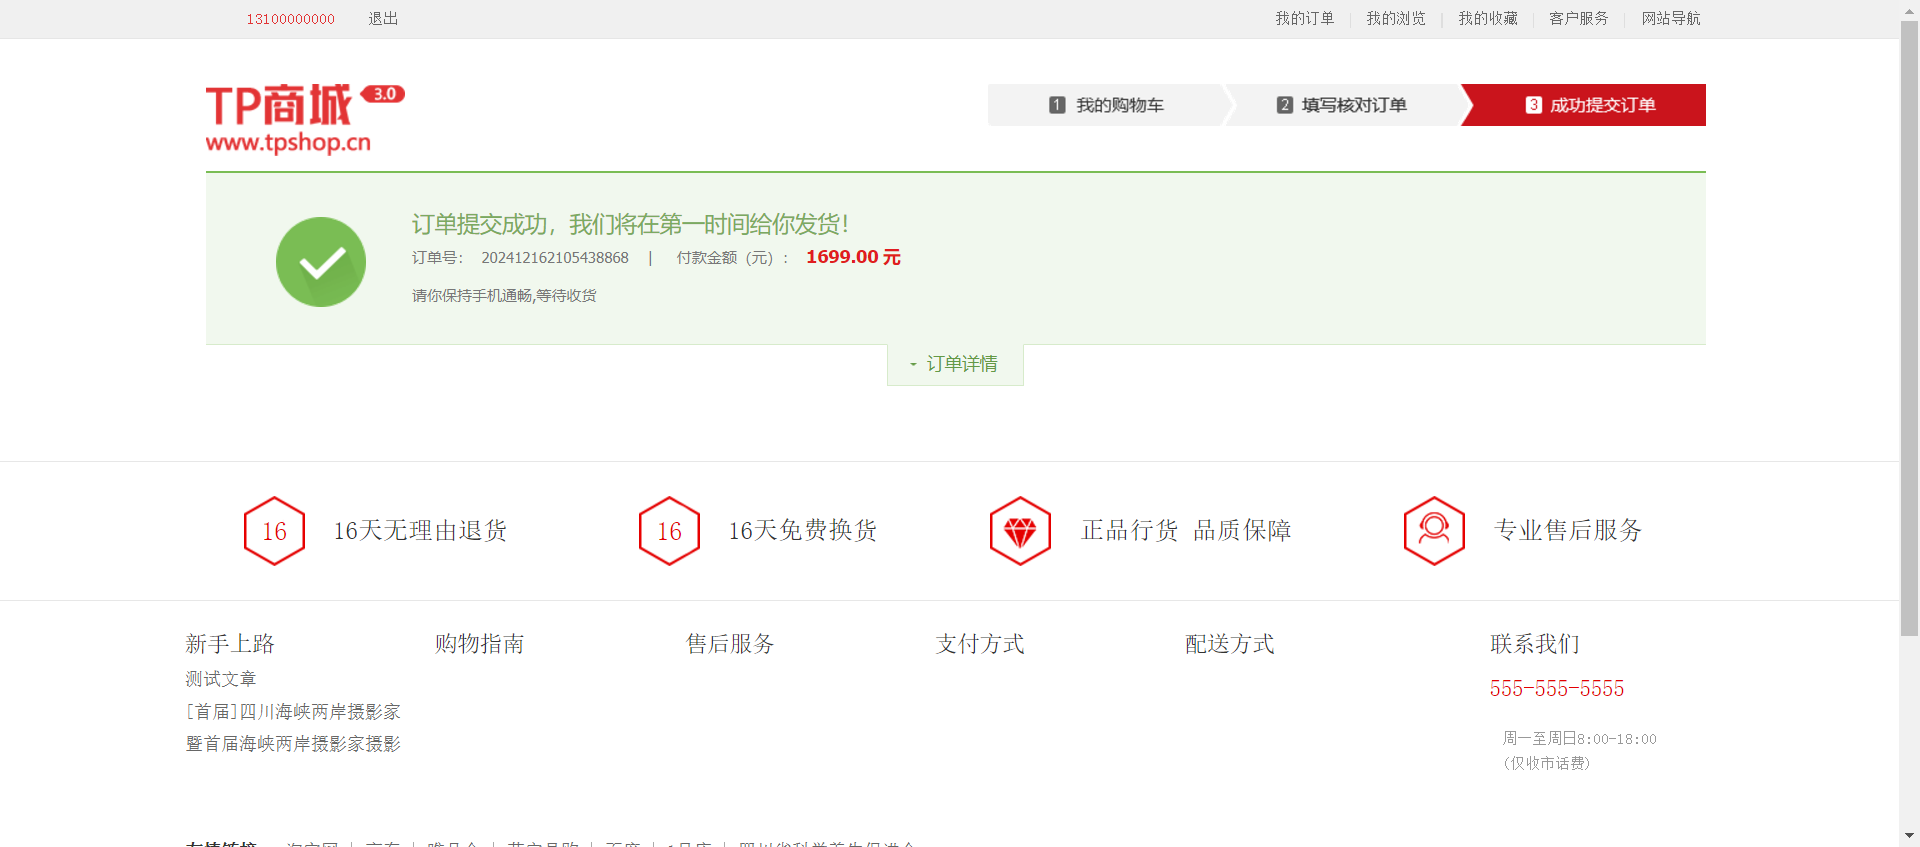 13100000000 退出 我的订单 我的浏览 我的收藏 客户服务 网站导航
TP商城 3.0
www.tpshop.cn
1 我的购物车 2 填写核对订单 3 成功提交订单
订单提交成功，我们将在第一时间给你发货！
订单号： 202412162105438868 | 付款金额（元）： 1699.00 元
请你保持手机通畅,等待收货
订单详情
16 16天无理由退货 16 16天免费换货 正品行货 品质保障 专业售后服务
新手上路 购物指南 售后服务 支付方式 配送方式 联系我们
测试文章
[首届]四川海峡两岸摄影家
暨首届海峡两岸摄影家摄影
555-555-5555
周一至周日8:00-18:00
(仅收市话费)